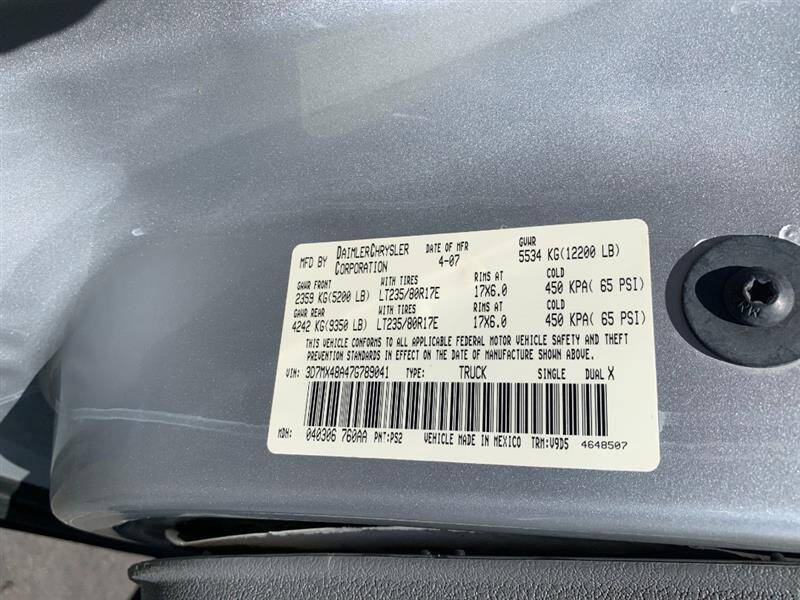 MFD BY DAIMLERCHRYSLER CORPORATION DATE OF MFR 4-07 GVWR 5534 KG(12200 LB)
GAWR FRONT WITH TIRES RIMS AT COLD
2359 KG(5200 LB) LT235/80R17E 17X6.0 450 KPA( 65 PSI)
GAWR REAR WITH TIRES RIMS AT COLD
4242 KG(9350 LB) LT235/80R17E 17X6.0 450 KPA( 65 PSI)
THIS VEHICLE CONFORMS TO ALL APPLICABLE FEDERAL MOTOR VEHICLE SAFETY AND THEFT
PREVENTION STANDARDS IN EFFECT ON THE DATE OF MANUFACTURE SHOWN ABOVE.
VIN: 3D7MX48A47G789041 TYPE: TRUCK SINGLE DUAL X
MDH: 040306 760AA PNT:PS2 VEHICLE MADE IN MEXICO TRM:V9D5 4648507